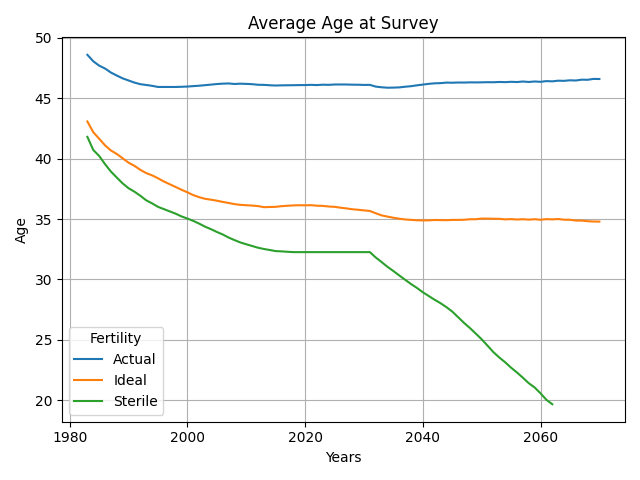 Average Age at Survey
Age
50
45
40
35
30
25
20
Fertility
Actual
Ideal
Sterile
1980 2000 2020 2040 2060
Years